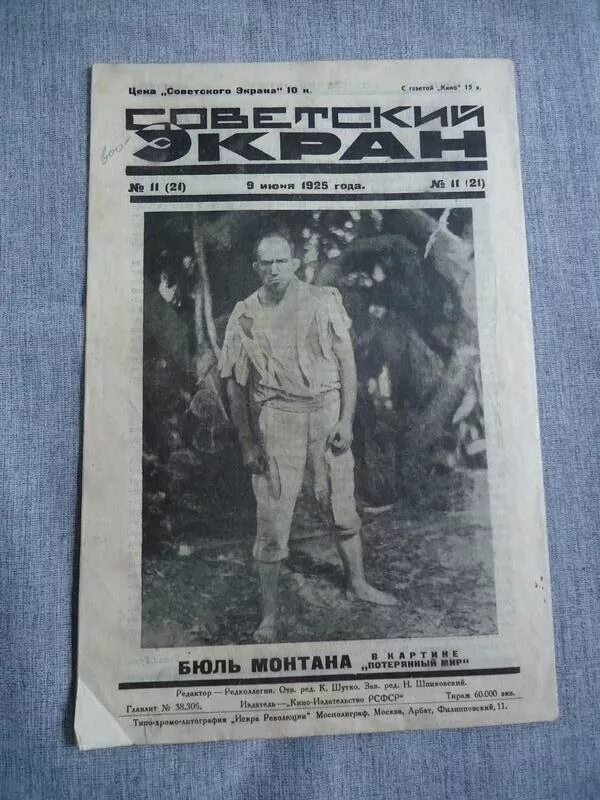 Цена „Советского Экрана" 10 к.
С газетой „Кино" 15 к.
СОВЕТСКИЙ
ЭКРАН
№ 11 (21)
9 июня 1925 года.
№ 11 (21)
БЮЛЬ МОНТАНА
В КАРТИНЕ
„ПОТЕРЯННЫЙ МИР"
Редактор — Редколлегия. Отв. ред. К. Шутко. Зав. ред. Н. Шпиковский.
Главлит № 38.305.
Издатель—„Кино-Издательство РСФСР"
Тираж 60.000 экз.
Типо-хромо-литография "Искра Революции" Мосполиграф. Москва, Арбат, Филипповский, 11.